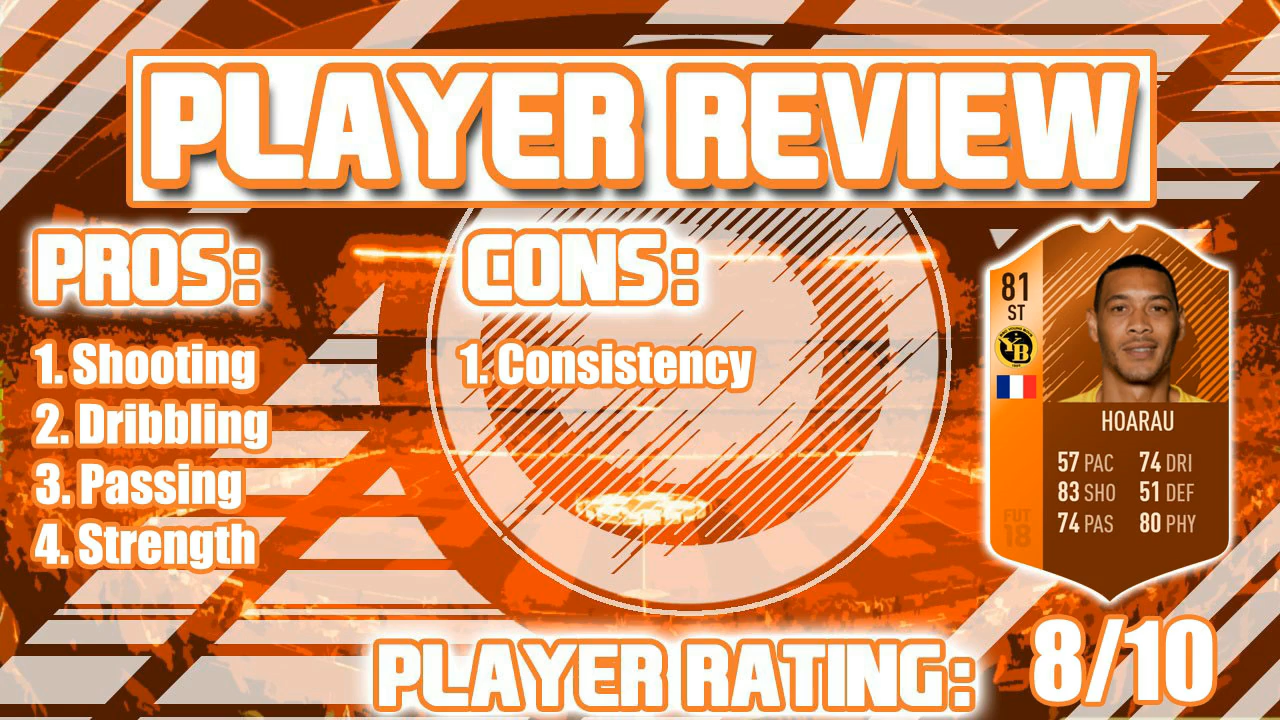 PLAYER REVIEW
PROS:
1. Shooting
2. Dribbling
3. Passing
4. Strength
CONS:
1. Consistency
81
ST
HOARAU
57 PAC 74 DRI
83 SHO 51 DEF
74 PAS 80 PHY
FUT
18
PLAYER RATING: 8/10